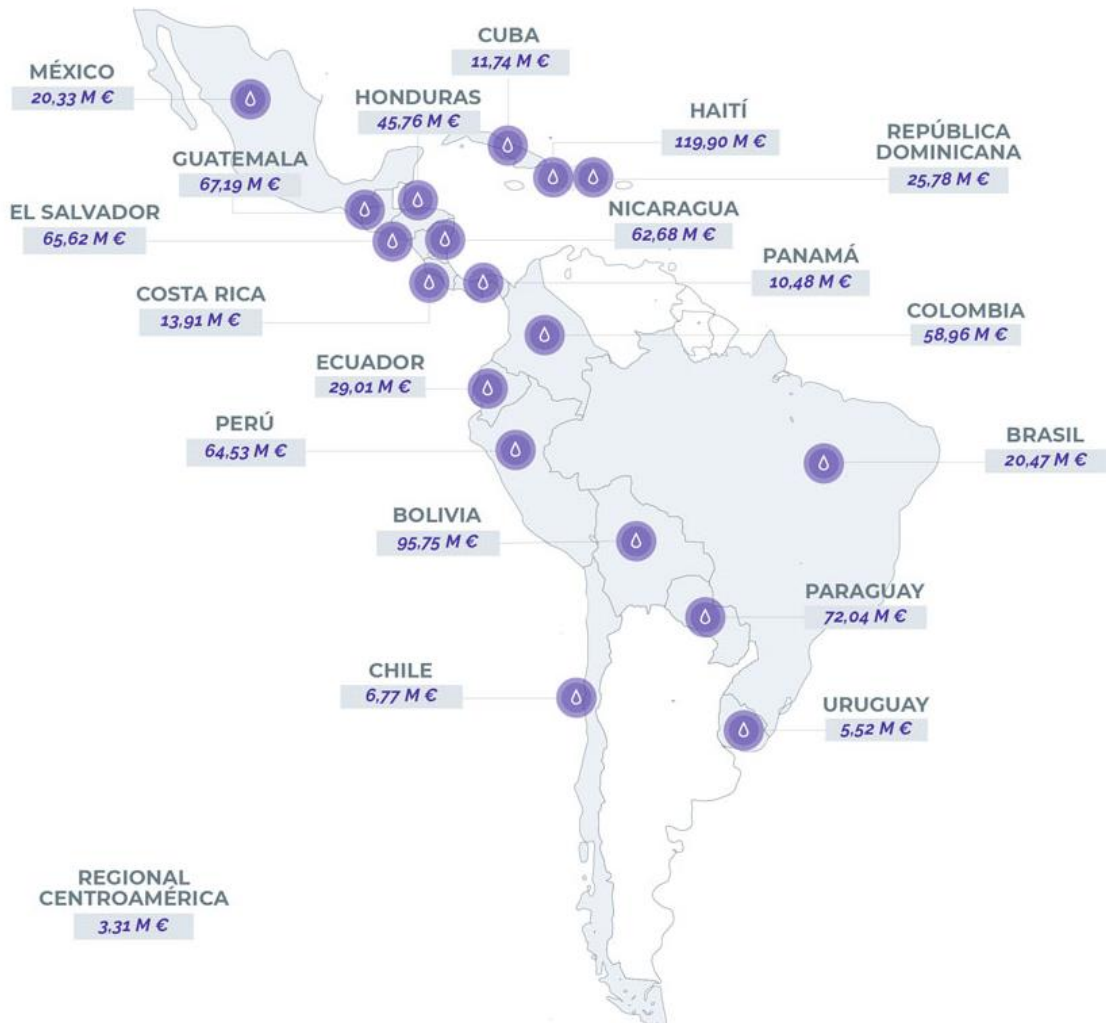 CUBA
11,74 M €
MÉXICO
20,33 M €
HONDURAS
45,76 M €
HAITÍ
119,90 M €
REPÚBLICA
DOMINICANA
25,78 M €
GUATEMALA
67,19 M €
EL SALVADOR
65,62 M €
NICARAGUA
62,68 M €
PANAMÁ
10,48 M €
COSTA RICA
13,91 M €
COLOMBIA
58,96 M €
ECUADOR
29,01 M €
PERÚ
64,53 M €
BRASIL
20,47 M €
BOLIVIA
95,75 M €
PARAGUAY
72,04 M €
CHILE
6,77 M €
URUGUAY
5,52 M €
REGIONAL
CENTROAMÉRICA
3,31 M €